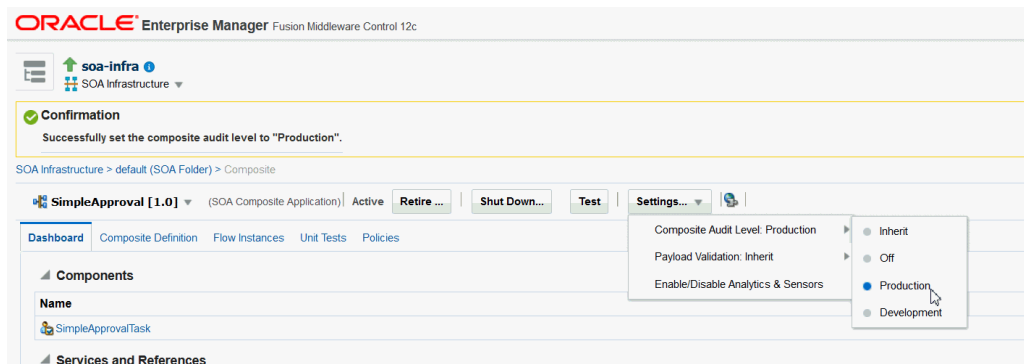 ORACLE Enterprise Manager Fusion Middleware Control 12c
soa-infra
SOA Infrastructure
Confirmation
Successfully set the composite audit level to "Production".
SOA Infrastructure > default (SOA Folder) > Composite
SimpleApproval [1.0] (SOA Composite Application) Active Retire ... Shut Down... Test Settings...
Composite Audit Level: Production
Payload Validation: Inherit
Enable/Disable Analytics & Sensors
Inherit
Off
Production
Development
Dashboard Composite Definition Flow Instances Unit Tests Policies
Components
Name
SimpleApprovalTask
Services and References